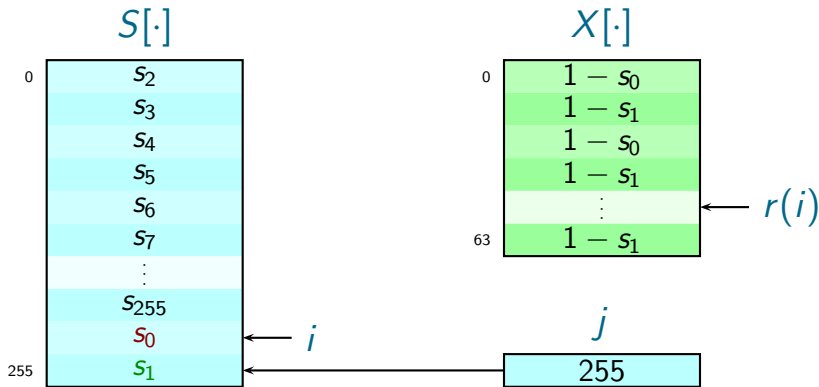 S[·]
0
s₂
s₃
s₄
s₅
s₆
s₇
⋮
s₂₅₅
s₀
255
s₁
i
X[·]
0
1 − s₀
1 − s₁
1 − s₀
1 − s₁
⋮
63
1 − s₁
r(i)
j
255